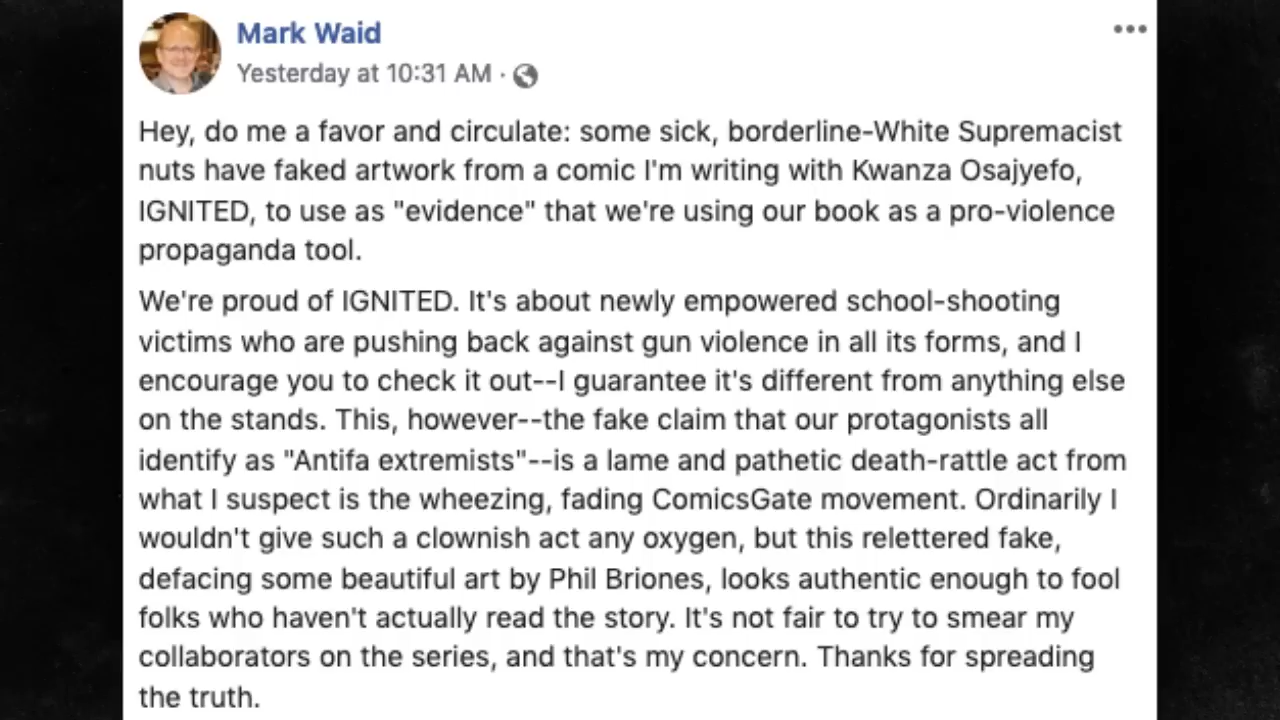 Mark Waid
Yesterday at 10:31 AM ·
Hey, do me a favor and circulate: some sick, borderline-White Supremacist
nuts have faked artwork from a comic I'm writing with Kwanza Osajyefo,
IGNITED, to use as "evidence" that we're using our book as a pro-violence
propaganda tool.
We're proud of IGNITED. It's about newly empowered school-shooting
victims who are pushing back against gun violence in all its forms, and I
encourage you to check it out--I guarantee it's different from anything else
on the stands. This, however--the fake claim that our protagonists all
identify as "Antifa extremists"--is a lame and pathetic death-rattle act from
what I suspect is the wheezing, fading ComicsGate movement. Ordinarily I
wouldn't give such a clownish act any oxygen, but this relettered fake,
defacing some beautiful art by Phil Briones, looks authentic enough to fool
folks who haven't actually read the story. It's not fair to try to smear my
collaborators on the series, and that's my concern. Thanks for spreading
the truth.